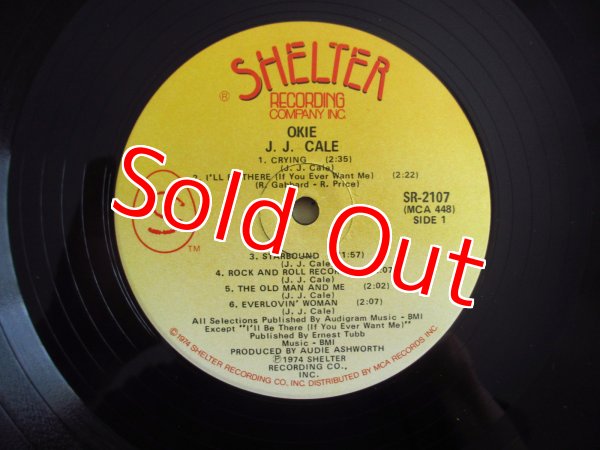 SHELTER
®
RECORDING
COMPANY INC.
OKIE
J. J. CALE
1. CRYING (2:35)
(J. J. Cale)
2. I'LL BE THERE (If You Ever Want Me) (2:22)
(R. Gabbard - R. Price)
SR-2107
(MCA 448)
SIDE 1
TM
Sold Out
3. STARBOUND (1:57)
(J. J. Cale)
4. ROCK AND ROLL RECOR :07)
(J. J. Cale)
5. THE OLD MAN AND ME (2:02)
(J. J. Cale)
6. EVERLOVIN' WOMAN (2:07)
(J. J. Cale)
All Selections Published By Audigram Music - BMI
Except "I'll Be There (If You Ever Want Me)"
Published By Ernest Tubb
Music - BMI
PRODUCED BY AUDIE ASHWORTH
Ⓟ1974 SHELTER
RECORDING CO.,
INC.
©1974 SHELTER RECORDING CO., INC. DISTRIBUTED BY MCA RECORDS INC.